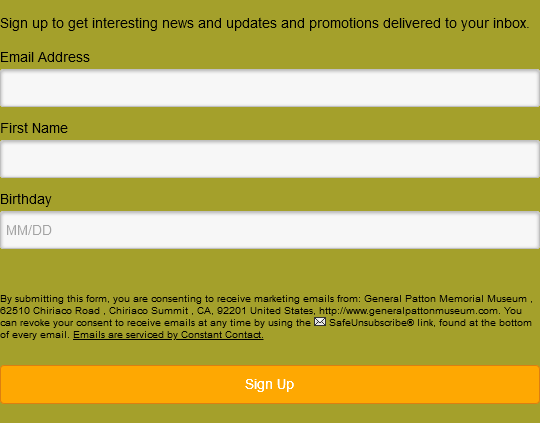 Sign up to get interesting news and updates and promotions delivered to your inbox.
Email Address
First Name
Birthday
MM/DD
By submitting this form, you are consenting to receive marketing emails from: General Patton Memorial Museum ,
62510 Chiriaco Road , Chiriaco Summit , CA, 92201 United States, http://www.generalpattonmuseum.com. You
can revoke your consent to receive emails at any time by using the SafeUnsubscribe® link, found at the bottom
of every email. Emails are serviced by Constant Contact.
Sign Up